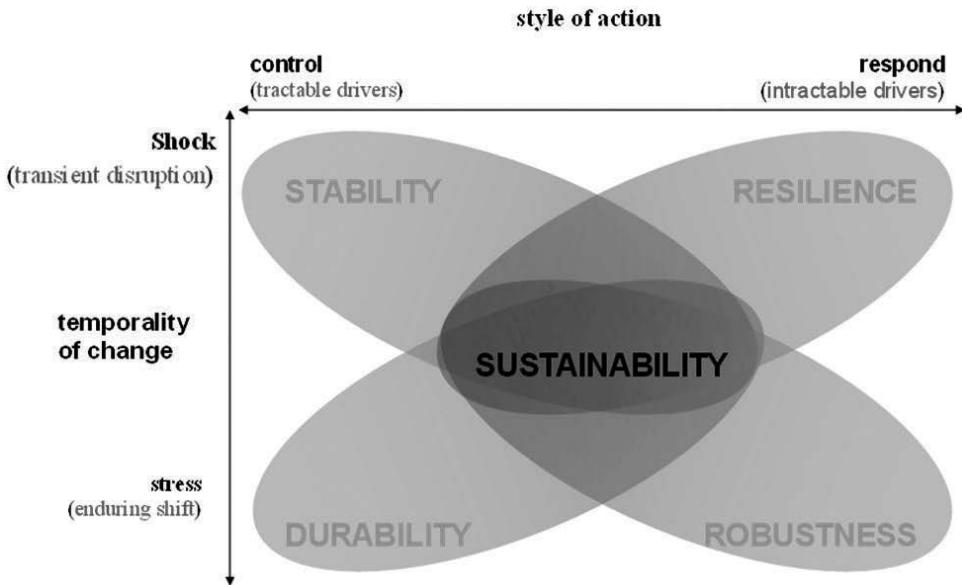 style of action
control
(tractable drivers)
respond
(intractable drivers)
Shock
(transient disruption)
STABILITY
RESILIENCE
temporality
of change
SUSTAINABILITY
stress
(enduring shift)
DURABILITY
ROBUSTNESS